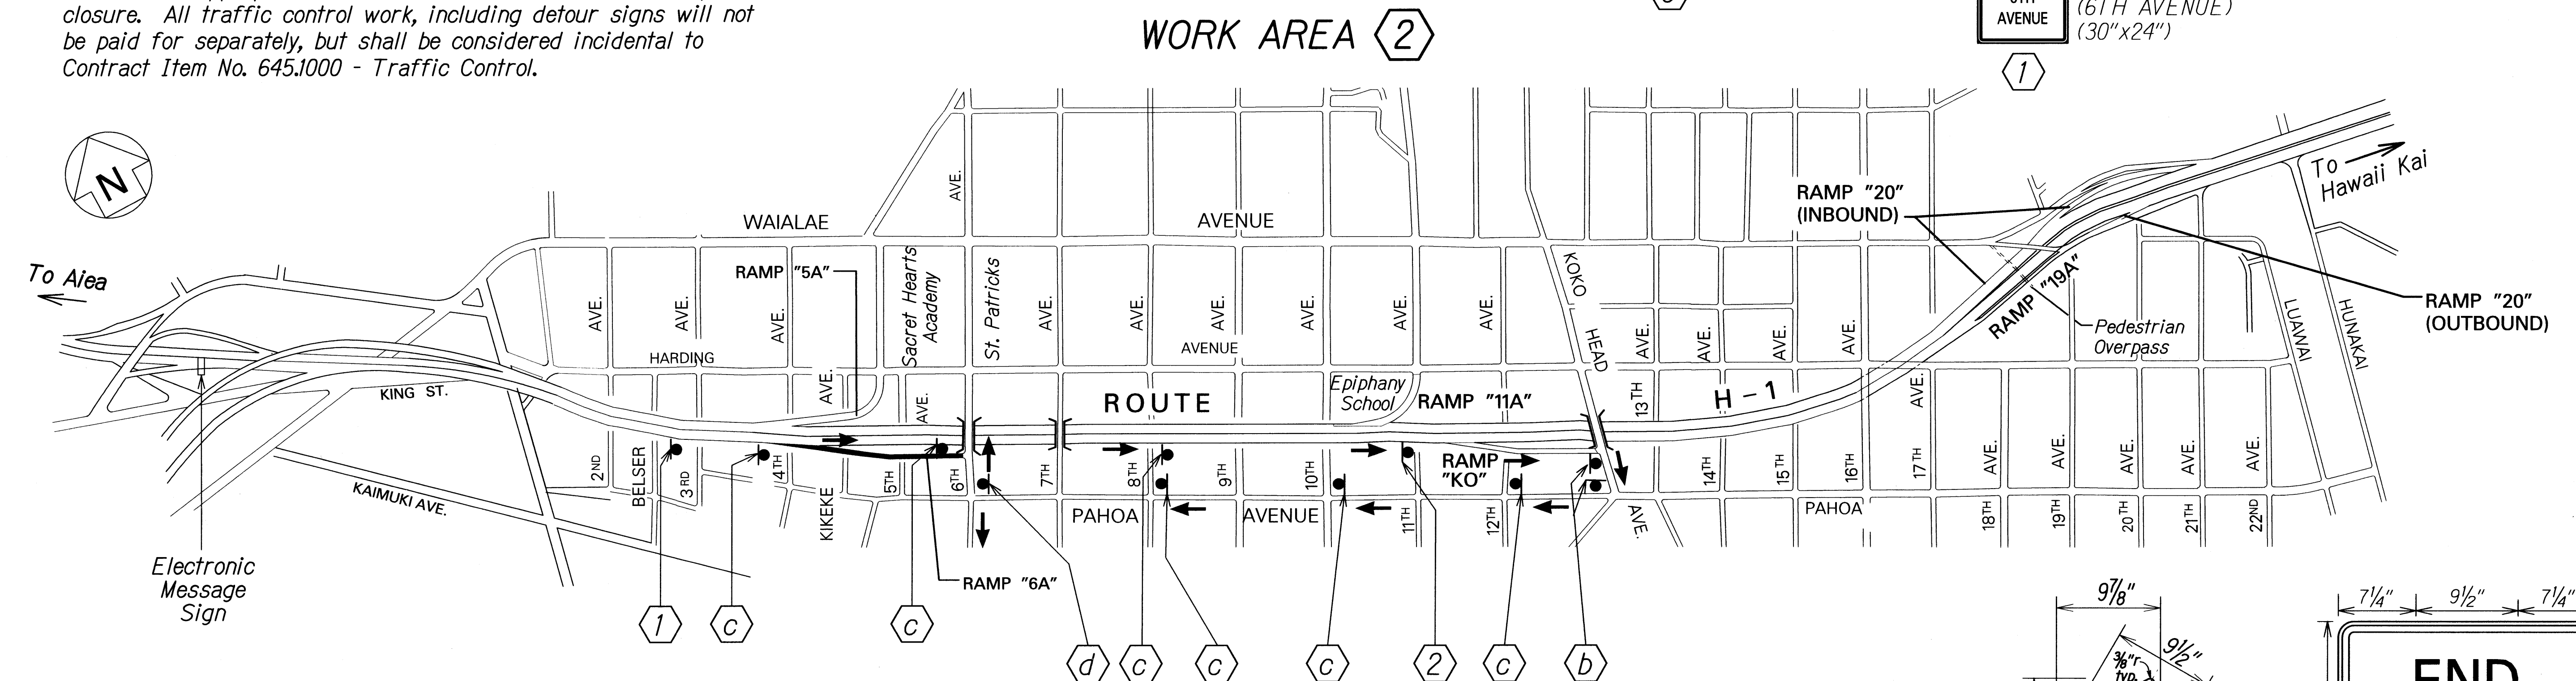 closure. All traffic control work, including detour signs will not
be paid for separately, but shall be considered incidental to
Contract Item No. 645.1000 - Traffic Control.
WORK AREA 2
AVENUE
(6TH AVENUE)
(30"x24")
1
N
To Aiea
To
Hawaii Kai
WAIALAE
AVENUE
AVE.
RAMP "20"
(INBOUND)
RAMP "5A"
Sacret Hearts
Academy
St. Patricks
KOKO
HEAD
AVE.
RAMP "19A"
RAMP "20"
(OUTBOUND)
Pedestrian
Overpass
LUAWAI
HUNAKAI
AVE.
AVE.
AVE.
AVE.
AVE.
AVE.
AVE.
AVE.
AVE.
AVE.
AVE.
AVE.
AVE.
AVE.
HARDING
AVENUE
KING ST.
AVE.
AVE.
Epiphany
School
RAMP "11A"
ROUTE
H-1
13TH
AVE.
2ND
BELSER
3RD
4TH
KIKEKE
5TH
6TH
7TH
8TH
9TH
10TH
11TH
12TH
RAMP
"KO"
14TH
15TH
16TH
17TH
AVE.
AVE.
AVE.
AVE.
AVE.
18TH
19TH
20TH
21TH
22ND
KAIMUKI AVE.
PAHOA
AVENUE
PAHOA
Electronic
Message
Sign
RAMP "6A"
1
c
c
d
c
c
c
2
c
b
9 7/8"
9 1/2"
3/8"r
typ.
7 1/4"
9 1/2"
7 1/4"
END